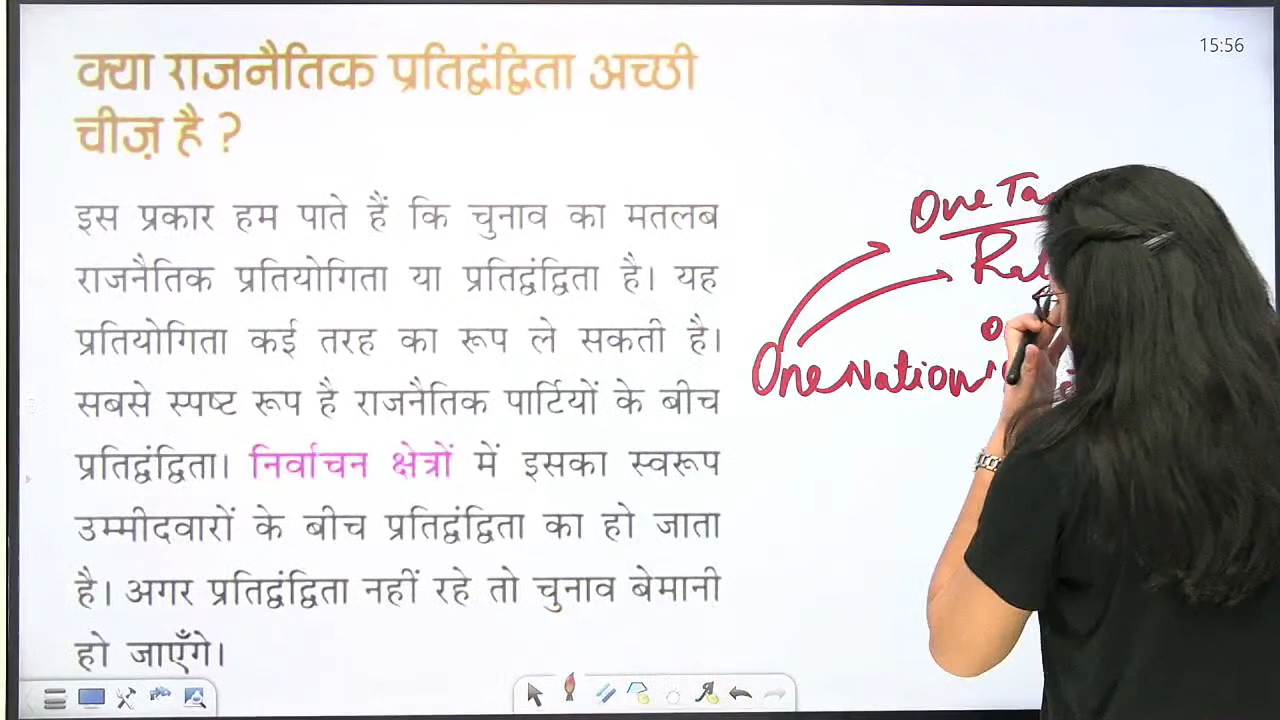 15:56
क्या राजनैतिक प्रतिद्वंद्विता अच्छी
चीज़ है ?
इस प्रकार हम पाते हैं कि चुनाव का मतलब
राजनैतिक प्रतियोगिता या प्रतिद्वंद्विता है। यह
प्रतियोगिता कई तरह का रूप ले सकती है।
सबसे स्पष्ट रूप है राजनैतिक पार्टियों के बीच
प्रतिद्वंद्विता। निर्वाचन क्षेत्रों में इसका स्वरूप
उम्मीदवारों के बीच प्रतिद्वंद्विता का हो जाता
है। अगर प्रतिद्वंद्विता नहीं रहे तो चुनाव बेमानी
हो जाएँगे।
One
One Nation